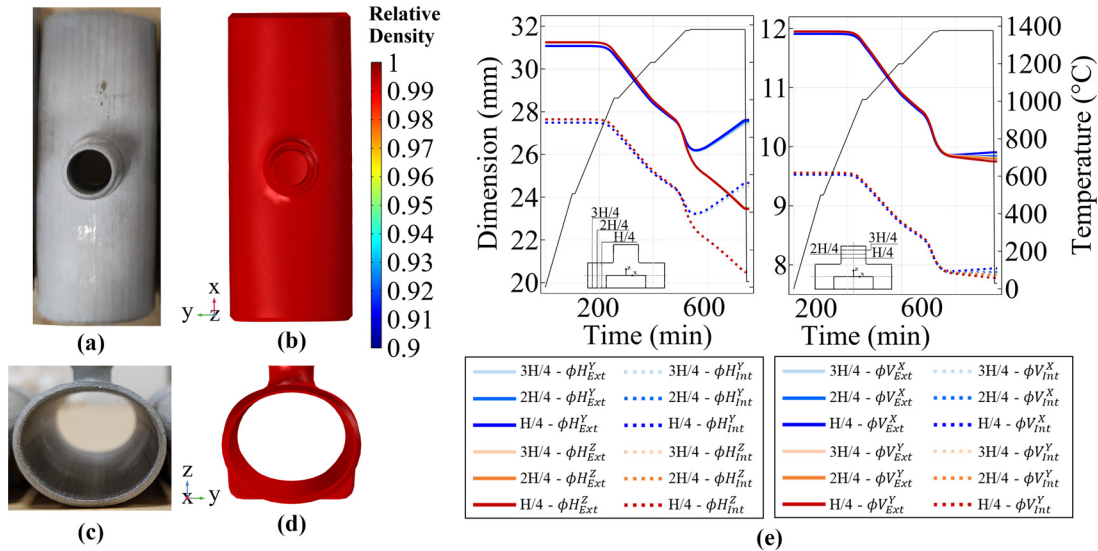 Relative
Density
1
0.99
0.98
0.97
0.96
0.95
0.94
0.93
0.92
0.91
0.9
x
y z
(a)
(b)
z
x y
(c)
(d)
Dimension (mm)
32
30
28
26
24
22
20
200 600
Time (min)
3H/4
2H/4
H/4
z
x
12
11
10
9
8
200 600
Time (min)
2H/4
3H/4
H/4
z
x
1400
1200
1000
800
600
400
200
0
Temperature (°C)
3H/4 - ϕH^Y_Ext 3H/4 - ϕH^Y_Int
2H/4 - ϕH^Y_Ext 2H/4 - ϕH^Y_Int
H/4 - ϕH^Y_Ext H/4 - ϕH^Y_Int
3H/4 - ϕH^Z_Ext 3H/4 - ϕH^Z_Int
2H/4 - ϕH^Z_Ext 2H/4 - ϕH^Z_Int
H/4 - ϕH^Z_Ext H/4 - ϕH^Z_Int
3H/4 - ϕV^X_Ext 3H/4 - ϕV^X_Int
2H/4 - ϕV^X_Ext 2H/4 - ϕV^X_Int
H/4 - ϕV^X_Ext H/4 - ϕV^X_Int
3H/4 - ϕV^Y_Ext 3H/4 - ϕV^Y_Int
2H/4 - ϕV^Y_Ext 2H/4 - ϕV^Y_Int
H/4 - ϕV^Y_Ext H/4 - ϕV^Y_Int
(e)